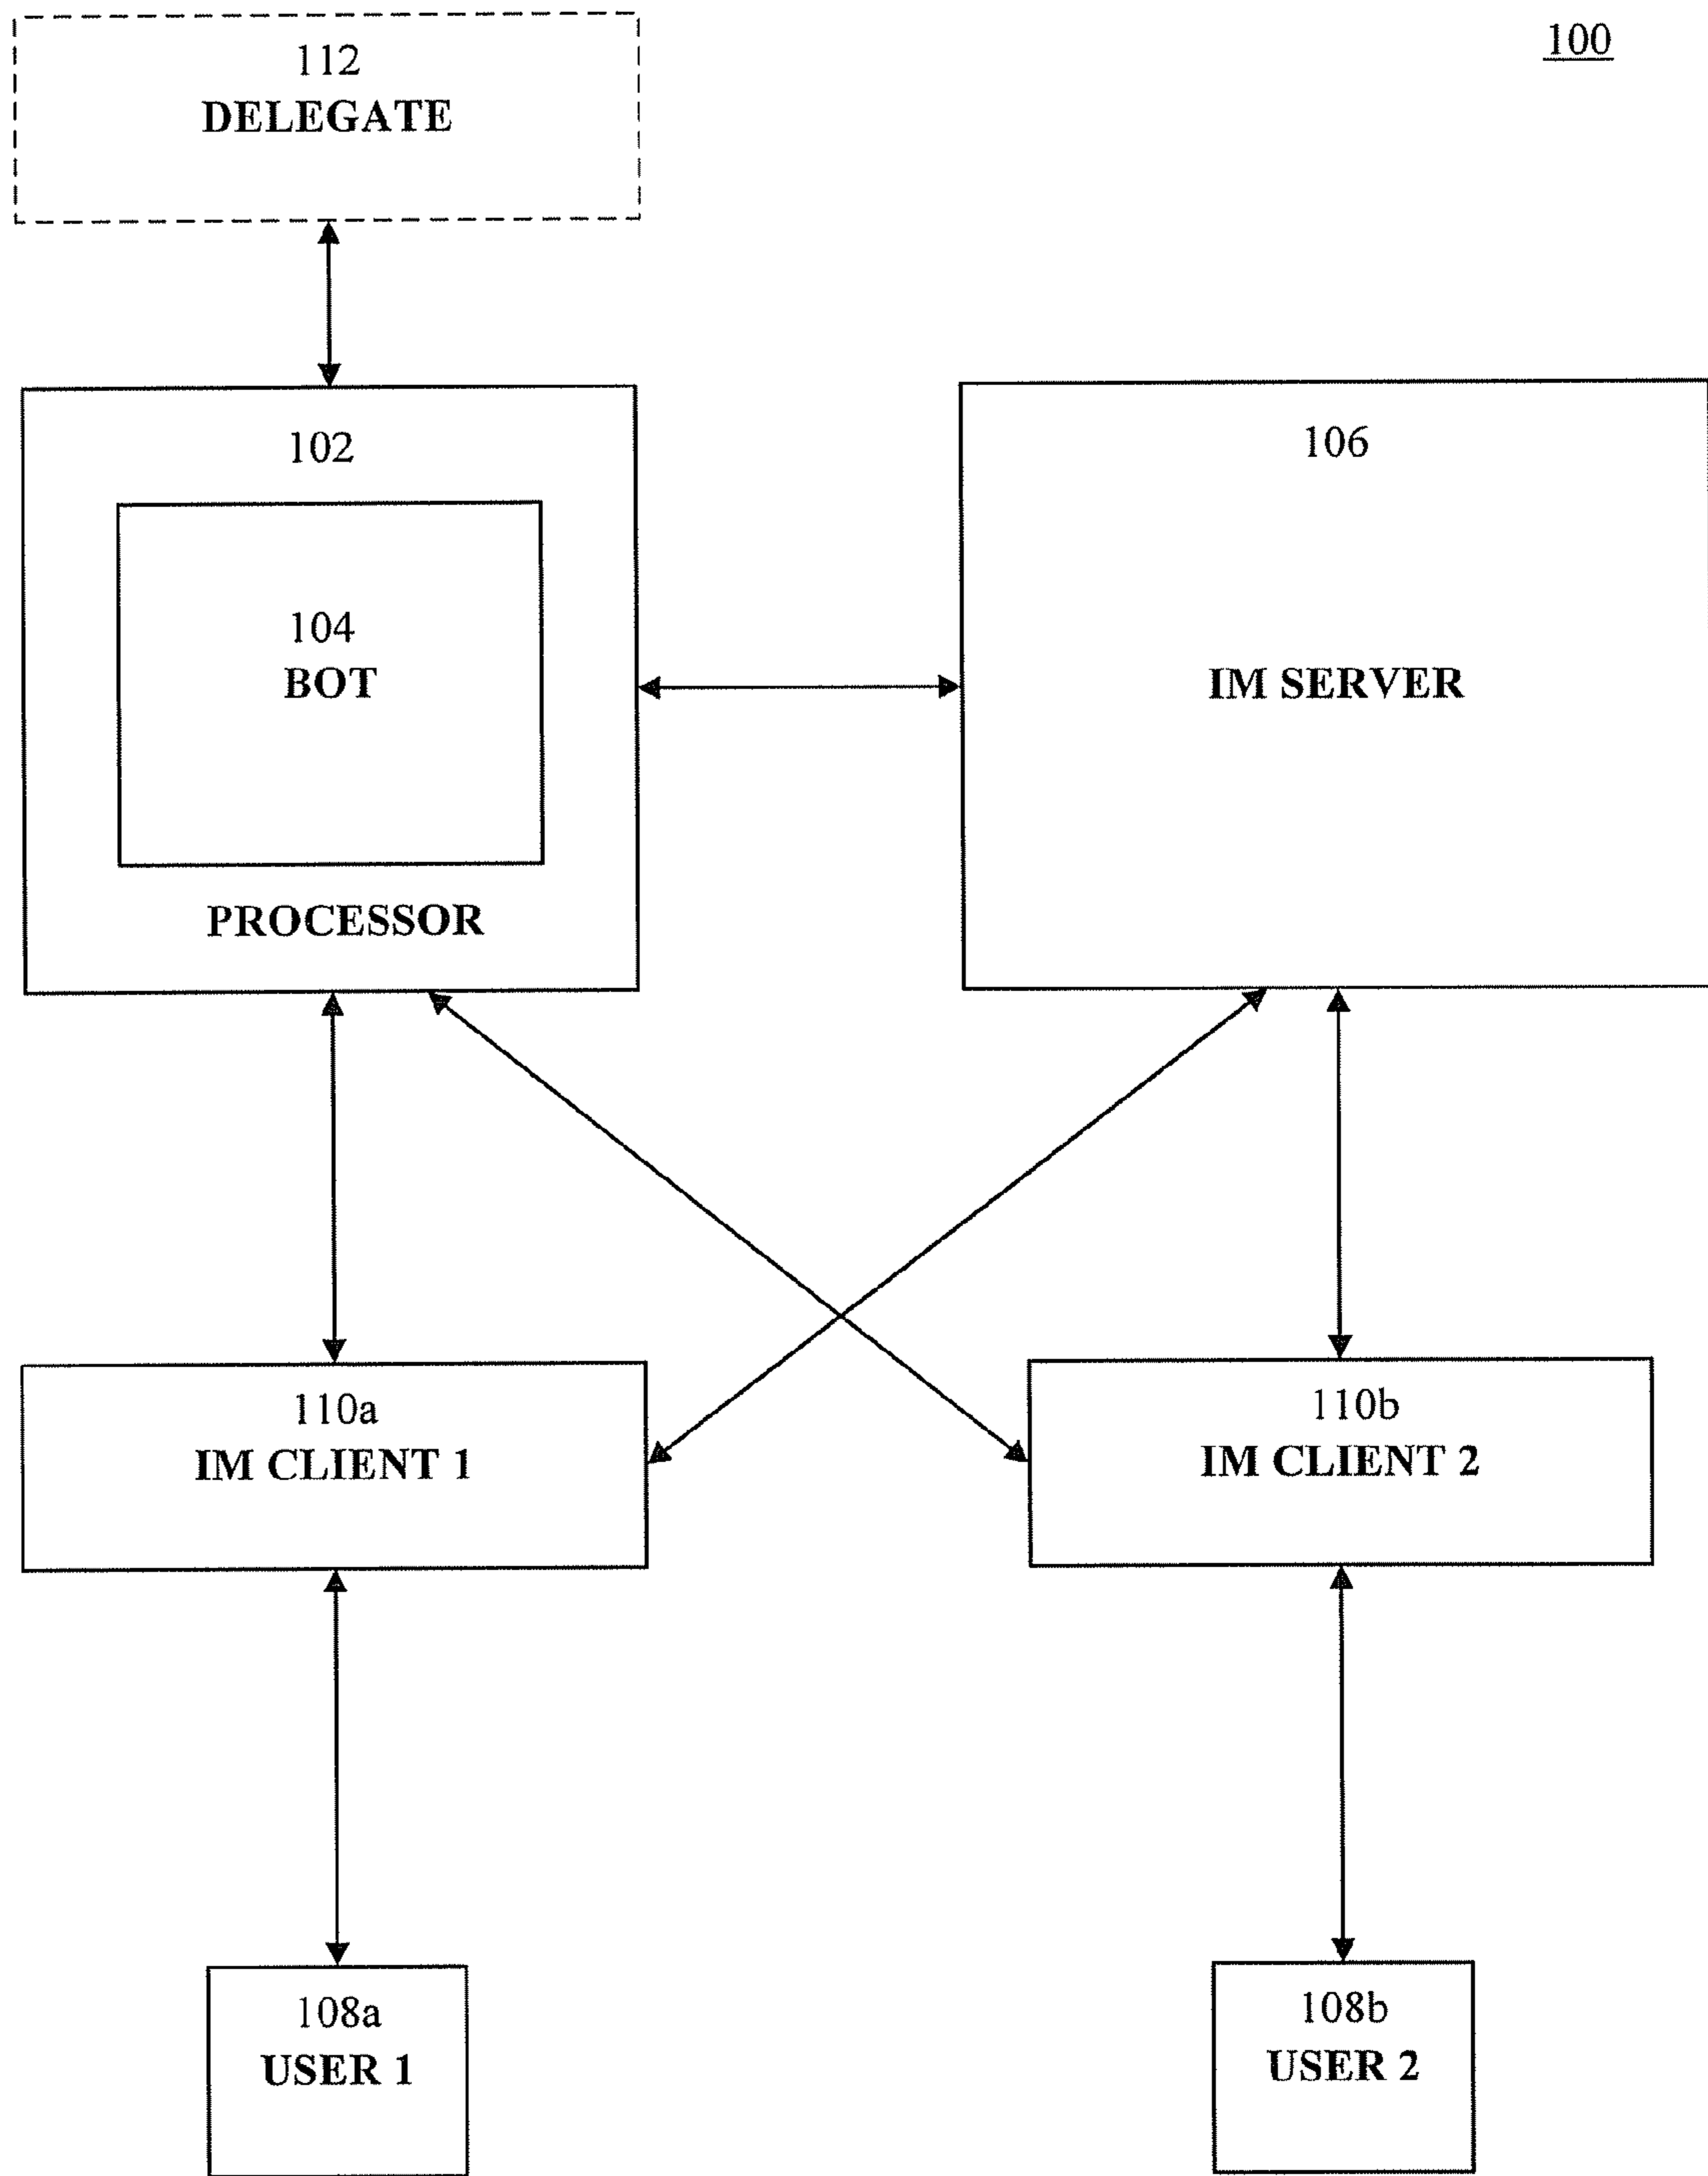 100
112
DELEGATE
102
104
BOT
PROCESSOR
106
IM SERVER
110a
IM CLIENT 1
110b
IM CLIENT 2
108a
USER 1
108b
USER 2